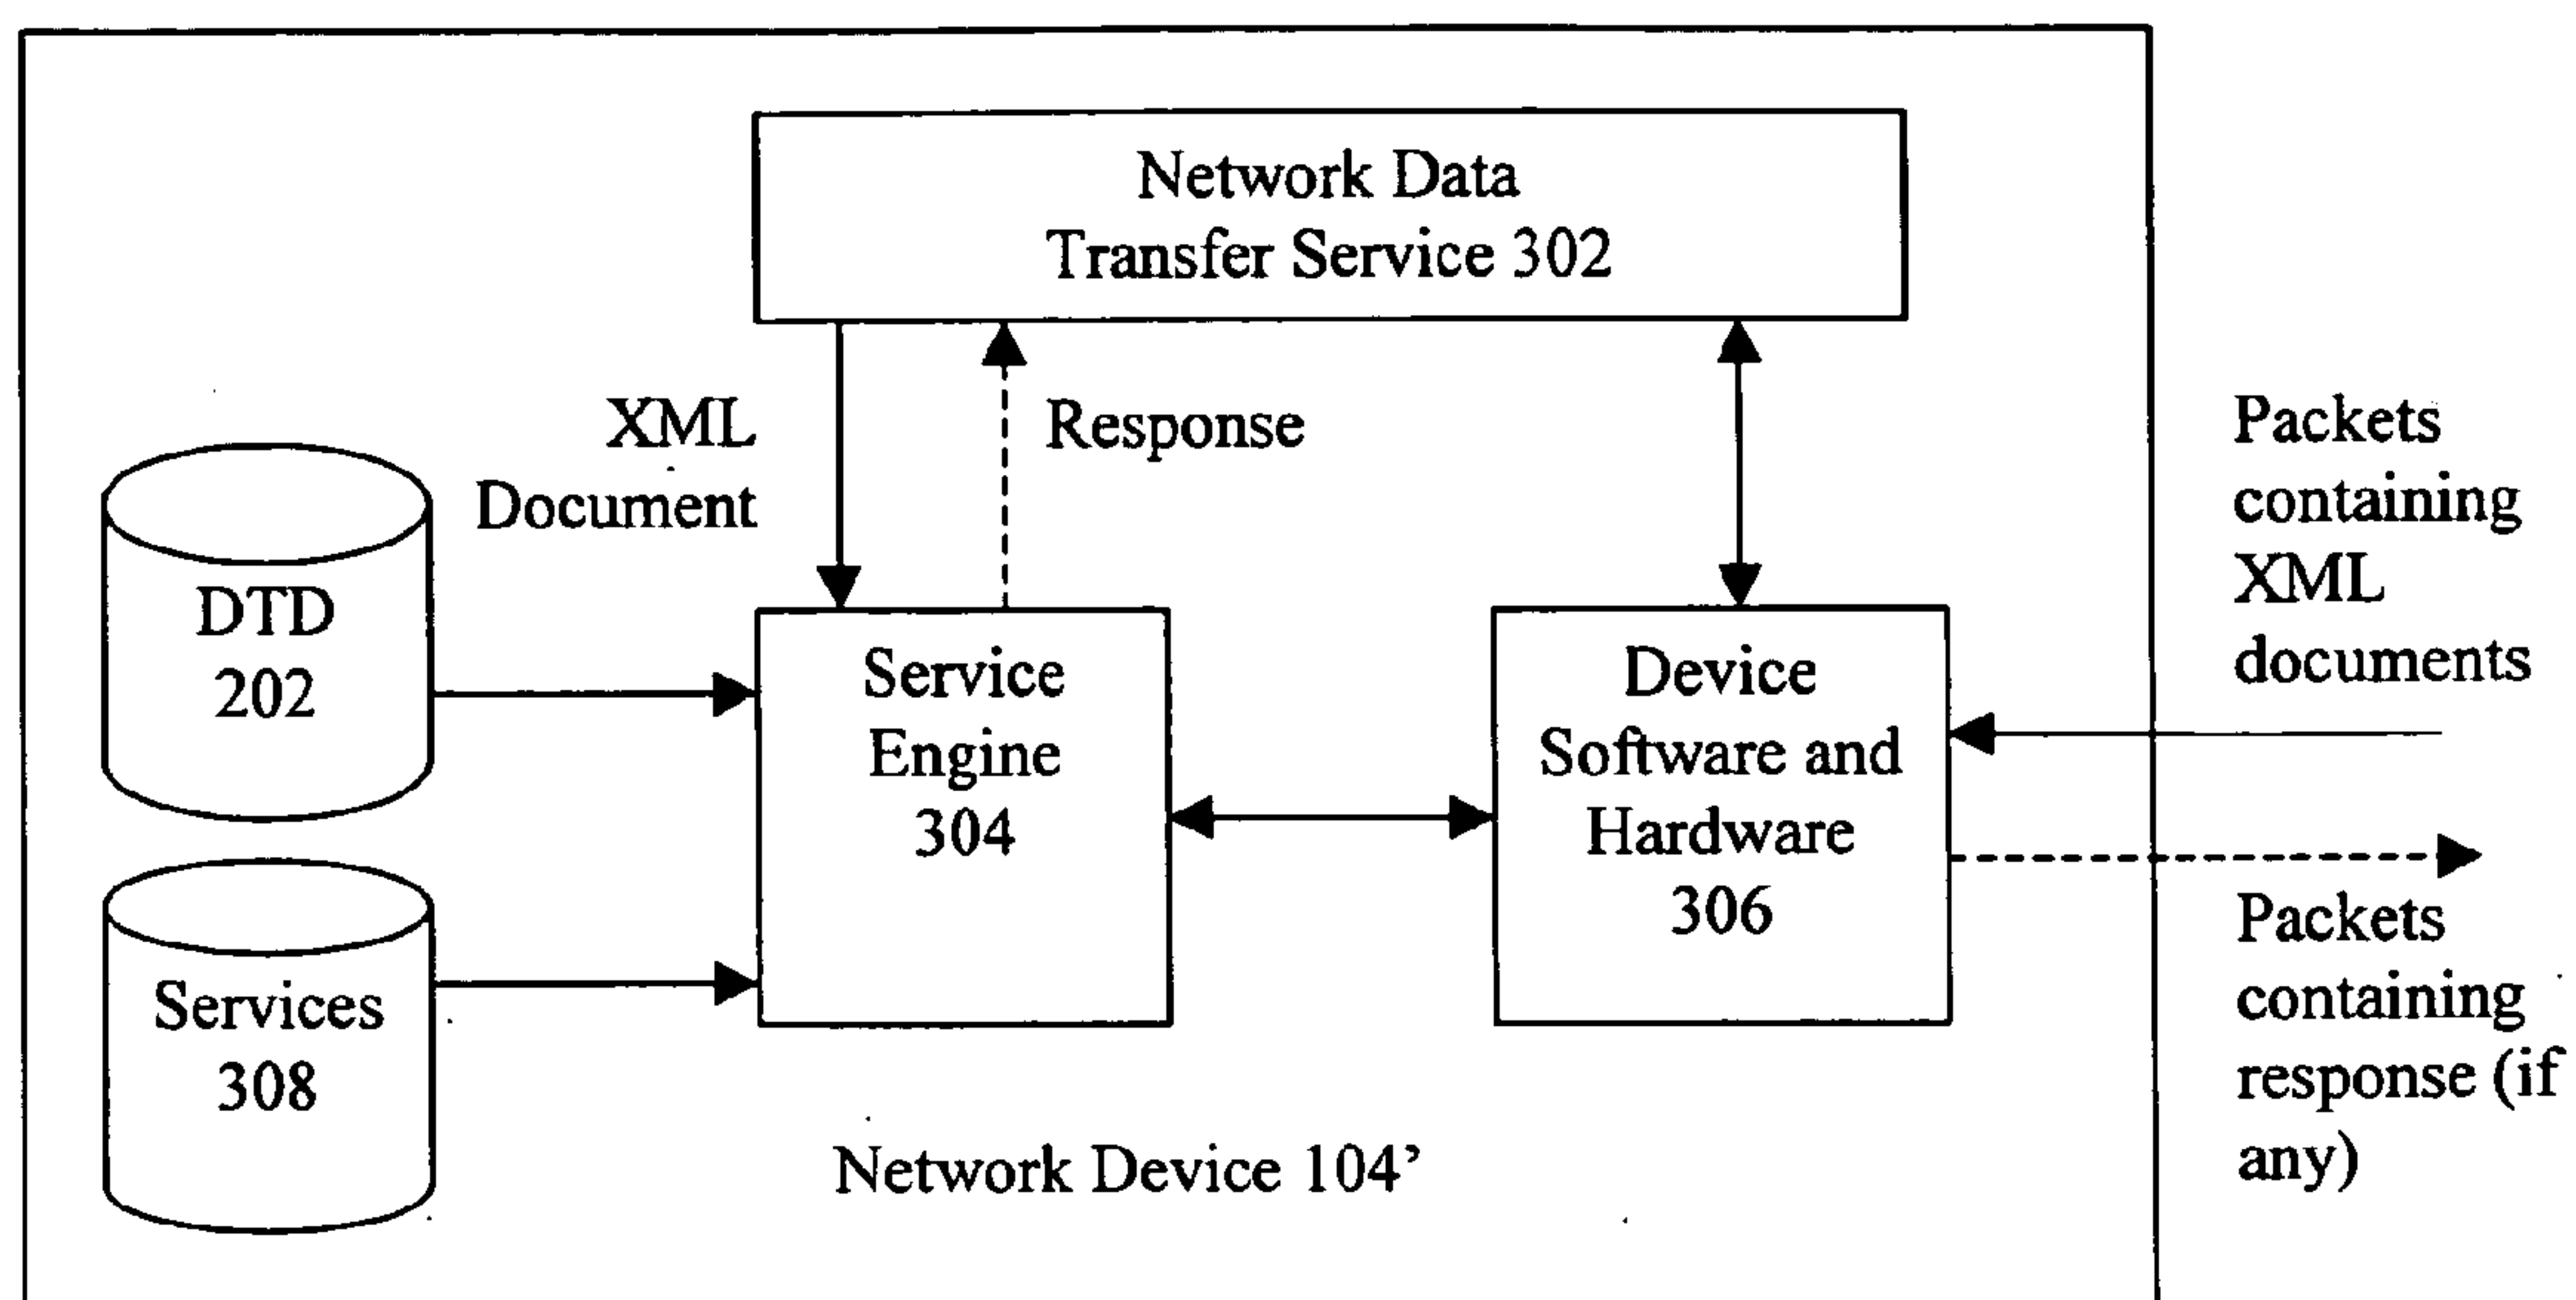 Network Data
Transfer Service 302
XML
Document
Response
DTD
202
Service
Engine
304
Device
Software and
Hardware
306
Services
308
Network Device 104’
Packets
containing
XML
documents
Packets
containing
response (if
any)